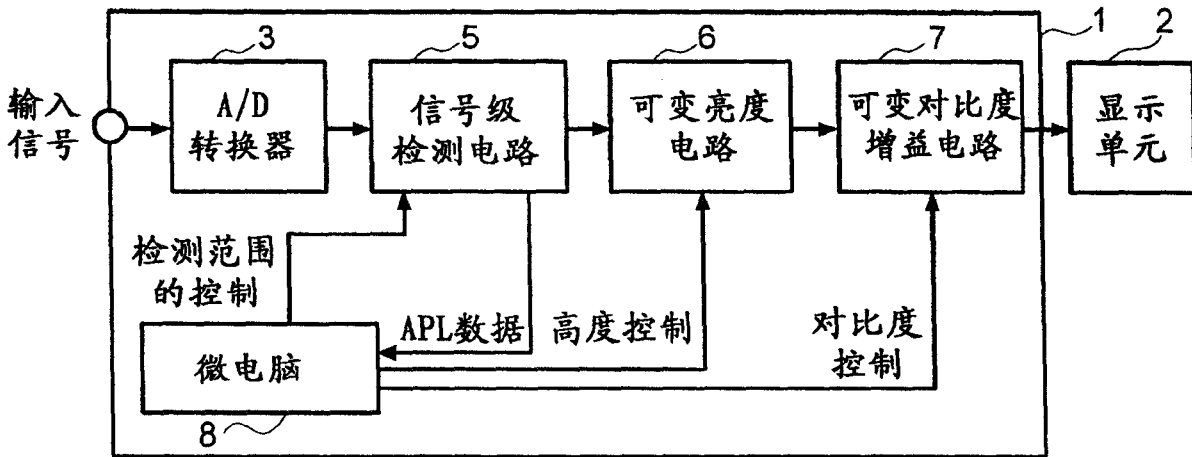 3
5
6
7
1
2
输入
信号
A/D
转换器
信号级
检测电路
可变亮度
电路
可变对比度
增益电路
显示
单元
检测范围
的控制
APL数据
高度控制
对比度
控制
微电脑
8